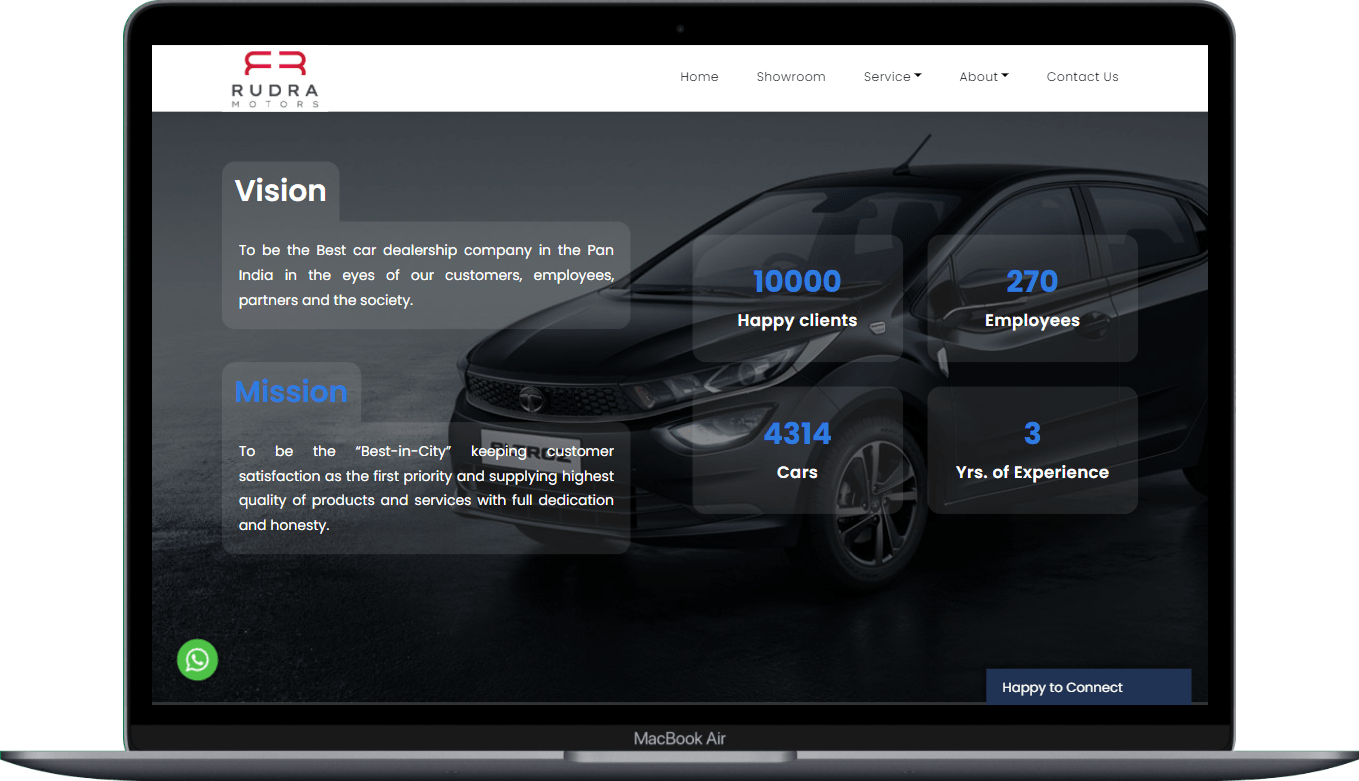 RUDRA
MOTORS
Home
Showroom
Service
About
Contact Us
Vision
To be the Best car dealership company in the Pan
India in the eyes of our customers, employees,
partners and the society.
Mission
To be the “Best-in-City” keeping customer
satisfaction as the first priority and supplying highest
quality of products and services with full dedication
and honesty.
10000
Happy clients
270
Employees
4314
Cars
3
Yrs. of Experience
Happy to Connect
MacBook Air